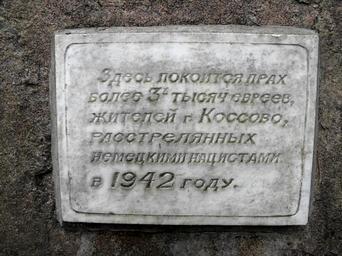 Здесь покоится прах
более 3х тысяч евреев,
жителей г. Коссово,
расстрелянных
немецкими нацистами
в 1942 году.